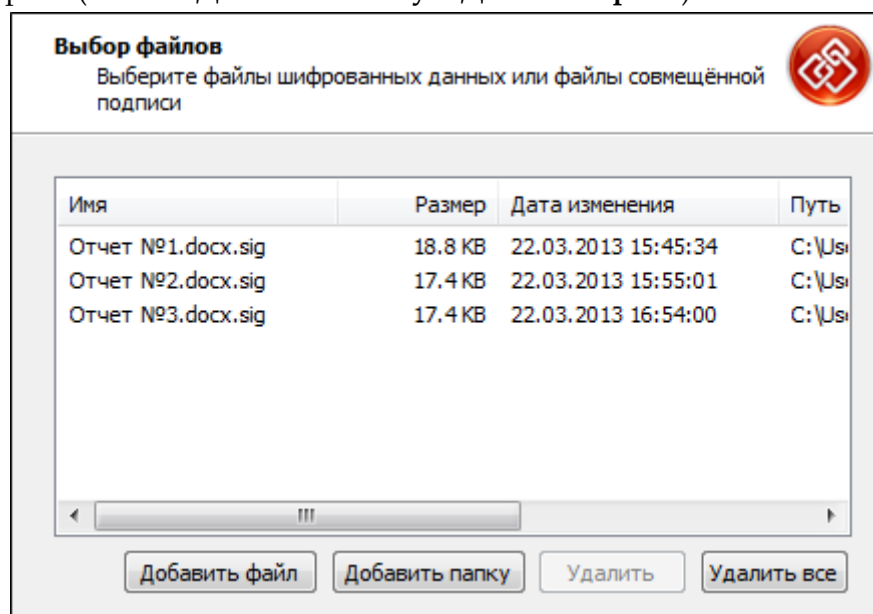 Выбор файлов
Выберите файлы шифрованных данных или файлы совмещённой
подписи
Имя Размер Дата изменения Путь
Отчет №1.docx.sig 18.8 KB 22.03.2013 15:45:34 C:\Us
Отчет №2.docx.sig 17.4 KB 22.03.2013 15:55:01 C:\Us
Отчет №3.docx.sig 17.4 KB 22.03.2013 16:54:00 C:\Us
Добавить файл Добавить папку Удалить Удалить все